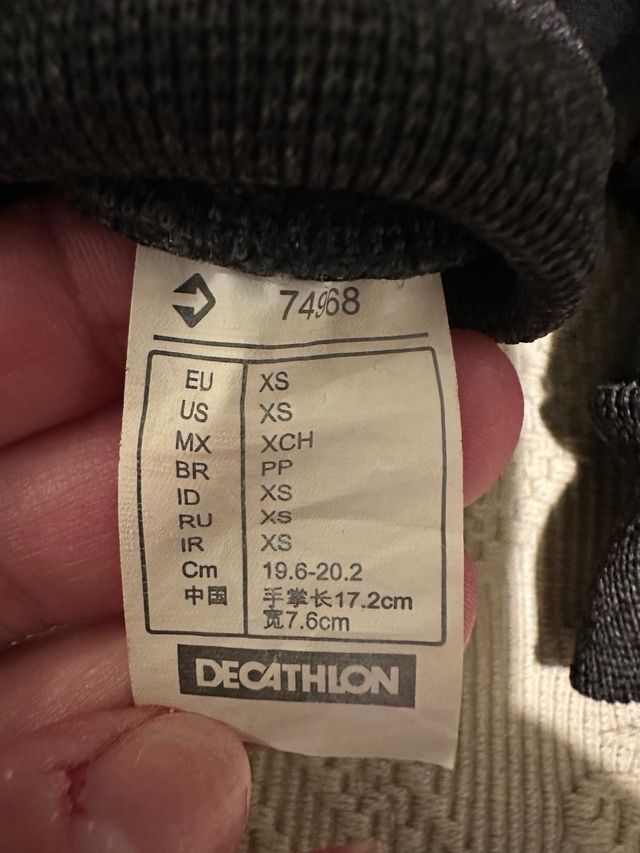 74968
EU XS
US XS
MX XCH
BR PP
ID XS
RU XS
IR XS
Cm 19.6-20.2
中国 手掌长17.2cm
宽7.6cm
DECATHLON